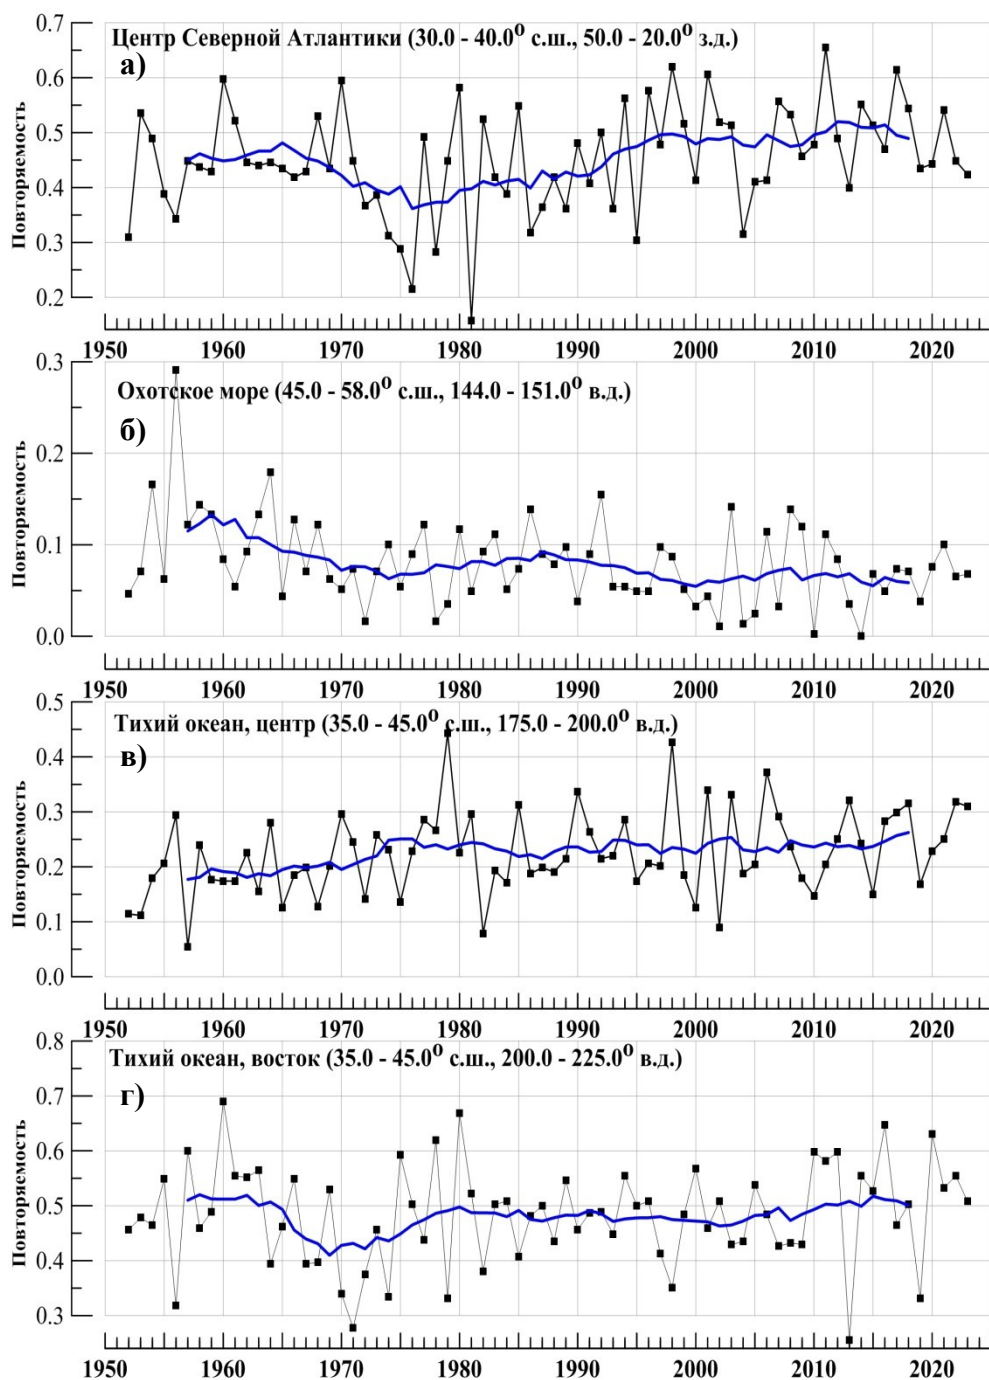 0.7
Центр Северной Атлантики (30.0 - 40.0⁰ с.ш., 50.0 - 20.0⁰ з.д.)
а)
0.6
0.5
0.4
0.3
0.2
Повторяемость
1950 1960 1970 1980 1990 2000 2010 2020
0.3
Охотское море (45.0 - 58.0⁰ с.ш., 144.0 - 151.0⁰ в.д.)
б)
0.2
0.1
0.0
Повторяемость
1950 1960 1970 1980 1990 2000 2010 2020
0.5
Тихий океан, центр (35.0 - 45.0⁰ с.ш., 175.0 - 200.0⁰ в.д.)
в)
0.4
0.3
0.2
0.1
0.0
Повторяемость
1950 1960 1970 1980 1990 2000 2010 2020
0.8
Тихий океан, восток (35.0 - 45.0⁰ с.ш., 200.0 - 225.0⁰ в.д.)
г)
0.7
0.6
0.5
0.4
0.3
Повторяемость
1950 1960 1970 1980 1990 2000 2010 2020